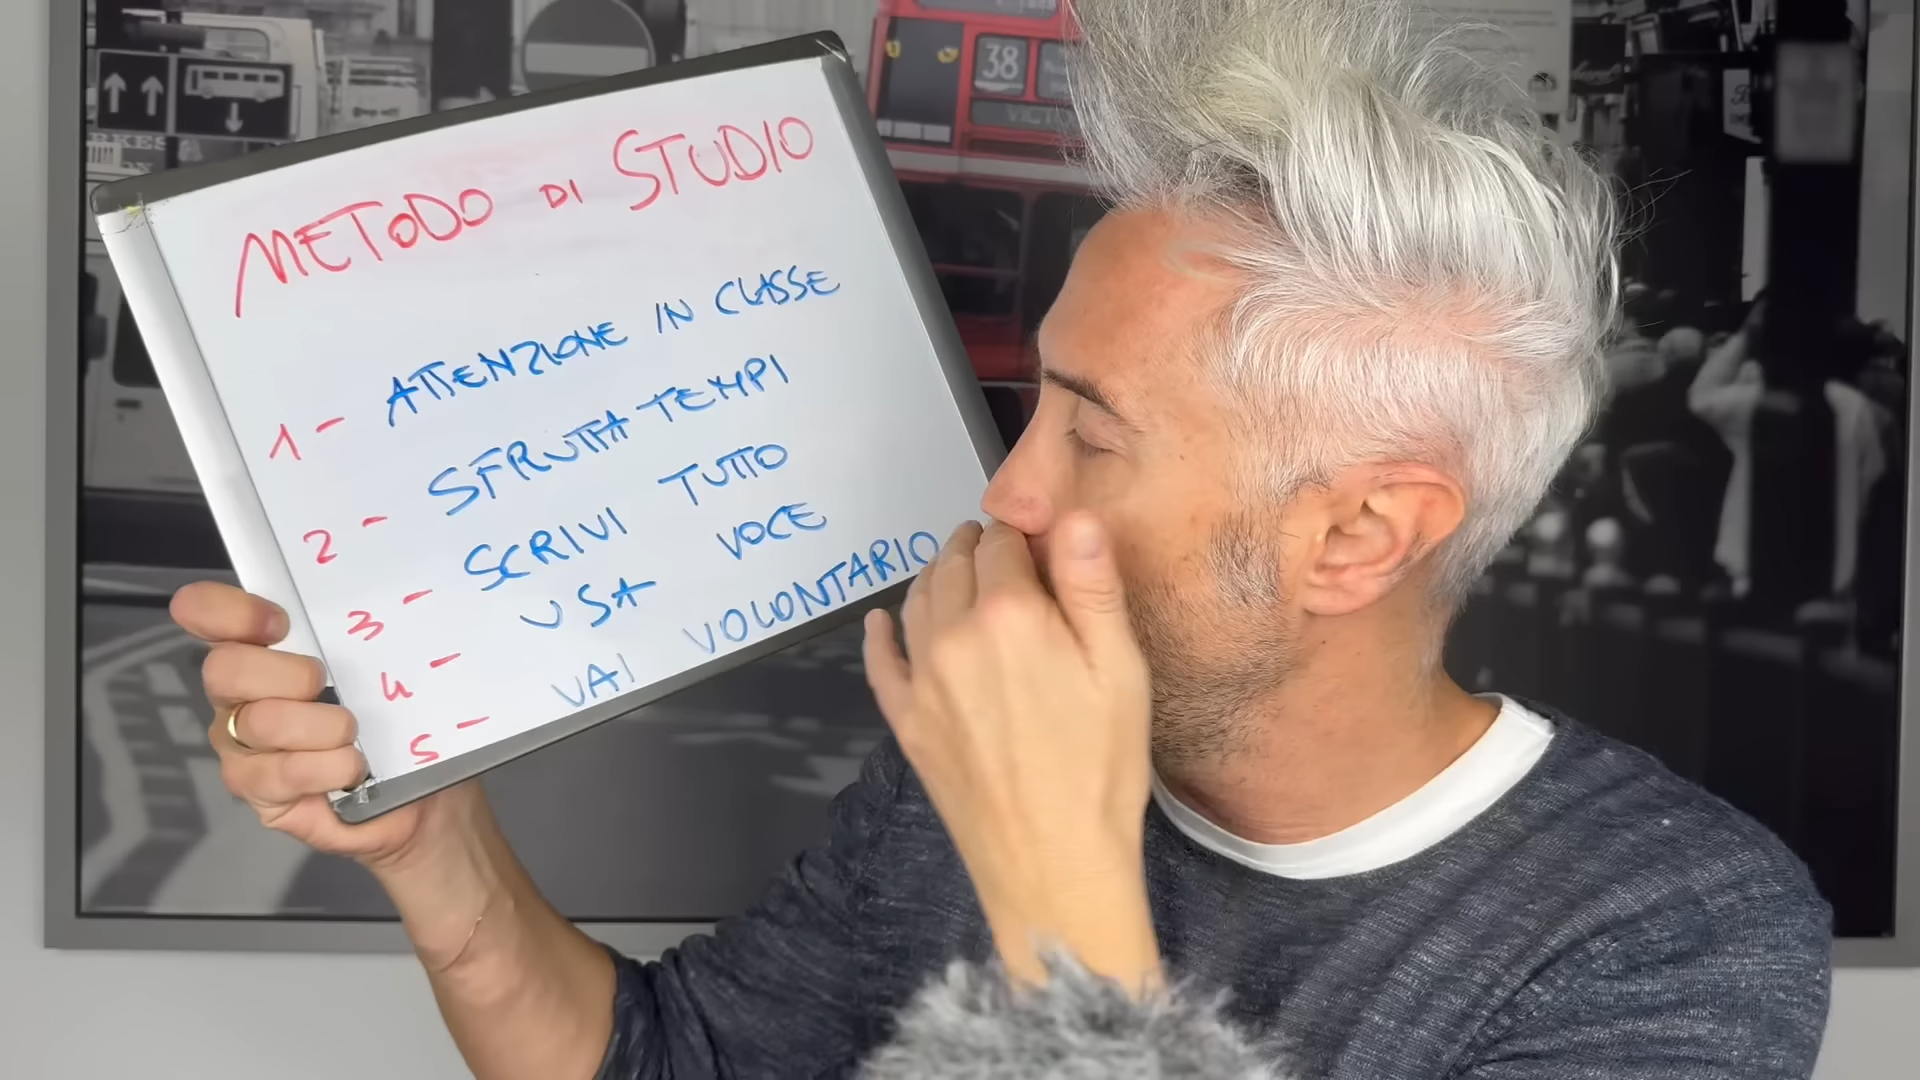 METODO DI STUDIO
1- ATTENZIONE IN CLASSE
2- SFRUTTA TEMPI
3- SCRIVI TUTTO
4- USA VOCE
5- VAI VOLONTARIO
38
VICT